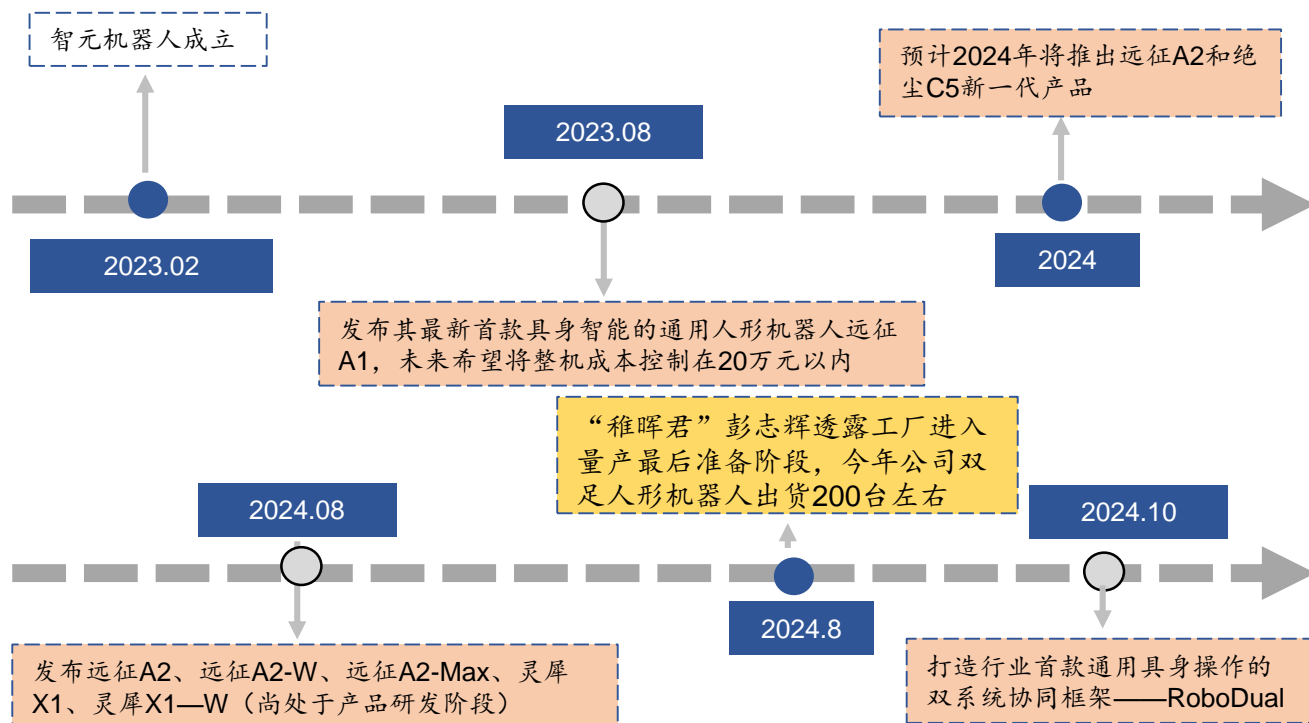 智元机器人成立
预计2024年将推出远征A2和绝
尘C5新一代产品
2023.08
2023.02
2024
发布其最新首款具身智能的通用人形机器人远征
A1，未来希望将整机成本控制在20万元以内
“稚晖君”彭志辉透露工厂进入
量产最后准备阶段，今年公司双
足人形机器人出货200台左右
2024.08
2024.10
2024.8
发布远征A2、远征A2-W、远征A2-Max、灵犀
X1、灵犀X1—W（尚处于产品研发阶段）
打造行业首款通用具身操作的
双系统协同框架——RoboDual